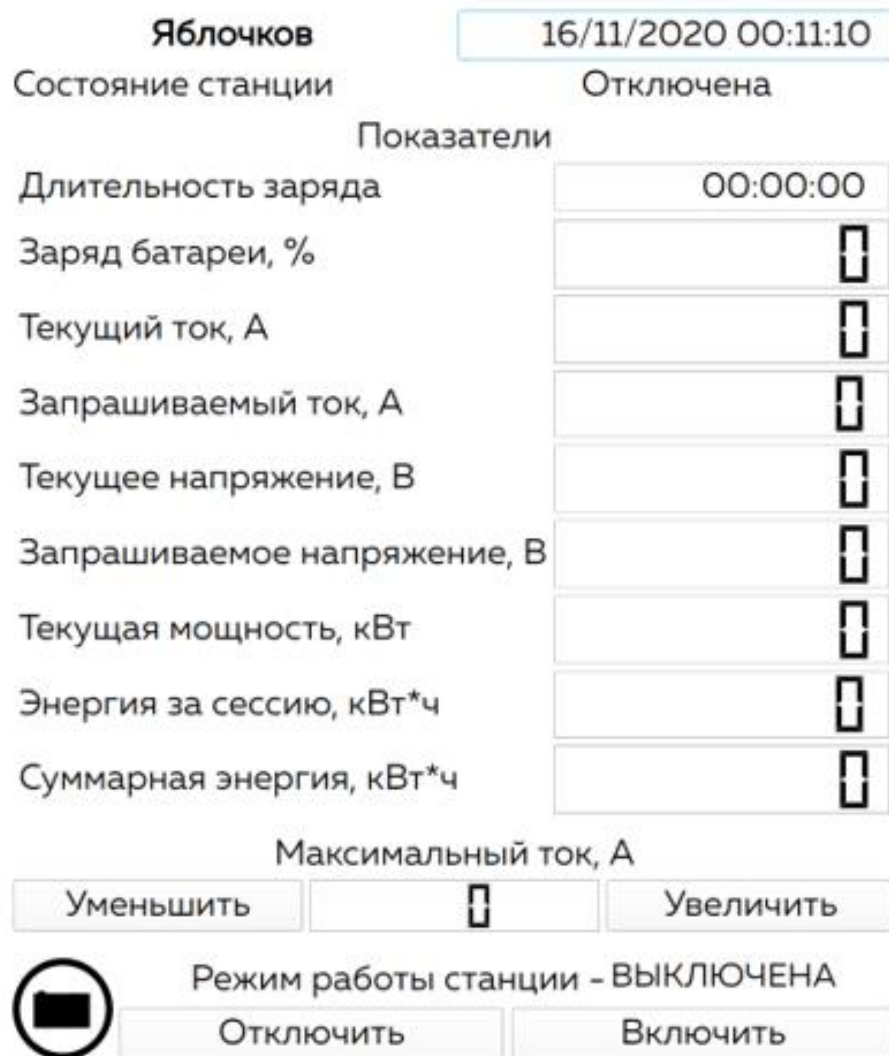 Яблочков 16/11/2020 00:11:10
Состояние станции Отключена
Показатели
Длительность заряда 00:00:00
Заряд батареи, % 0
Текущий ток, А 0
Запрашиваемый ток, А 0
Текущее напряжение, В 0
Запрашиваемое напряжение, В 0
Текущая мощность, кВт 0
Энергия за сессию, кВт*ч 0
Суммарная энергия, кВт*ч 0
Максимальный ток, А
Уменьшить 0 Увеличить
Режим работы станции - ВЫКЛЮЧЕНА
Отключить Включить